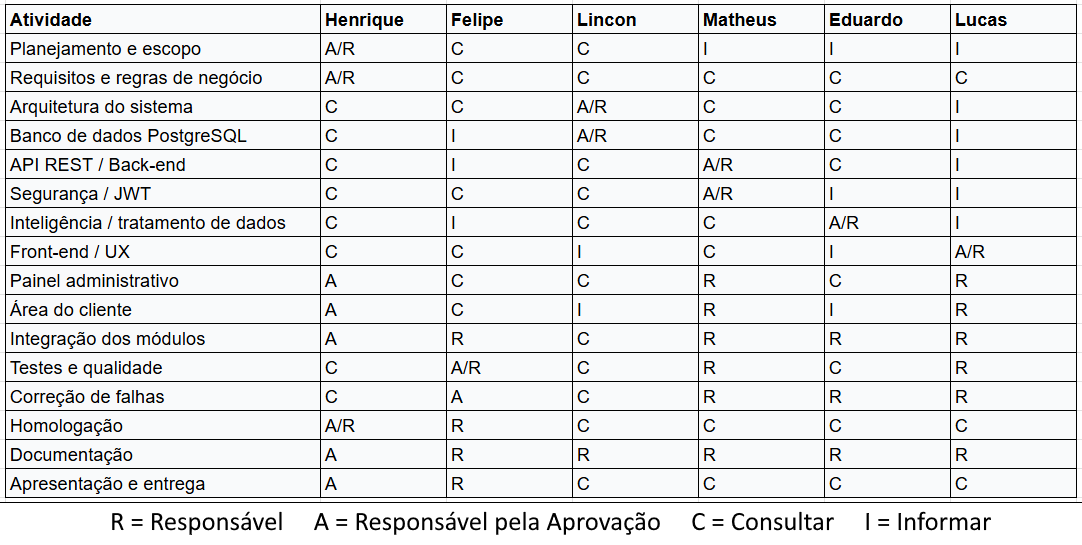 Atividade Henrique Felipe Lincon Matheus Eduardo Lucas
Planejamento e escopo A/R C C I I I
Requisitos e regras de negócio A/R C C C C C
Arquitetura do sistema C C A/R C C I
Banco de dados PostgreSQL C I A/R C C I
API REST / Back-end C I C A/R C I
Segurança / JWT C C C A/R I I
Inteligência / tratamento de dados C I C C A/R I
Front-end / UX C C I C I A/R
Painel administrativo A C C R C R
Área do cliente A C I R I R
Integração dos módulos A R C R R R
Testes e qualidade C A/R C R C R
Correção de falhas C A C R R R
Homologação A/R R C C C C
Documentação A R R R R R
Apresentação e entrega A R C C C C
R = Responsável A = Responsável pela Aprovação C = Consultar I = Informar